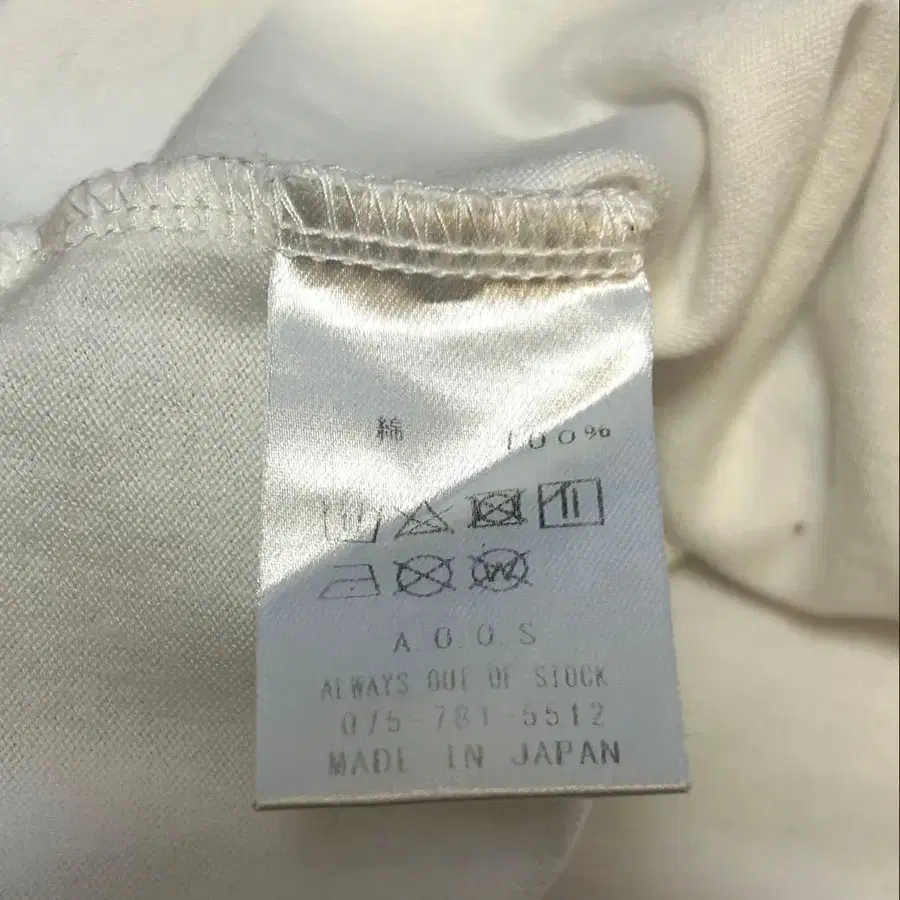 綿 100%
A.O.O.S
ALWAYS OUT OF STOCK
075-781-5512
MADE IN JAPAN